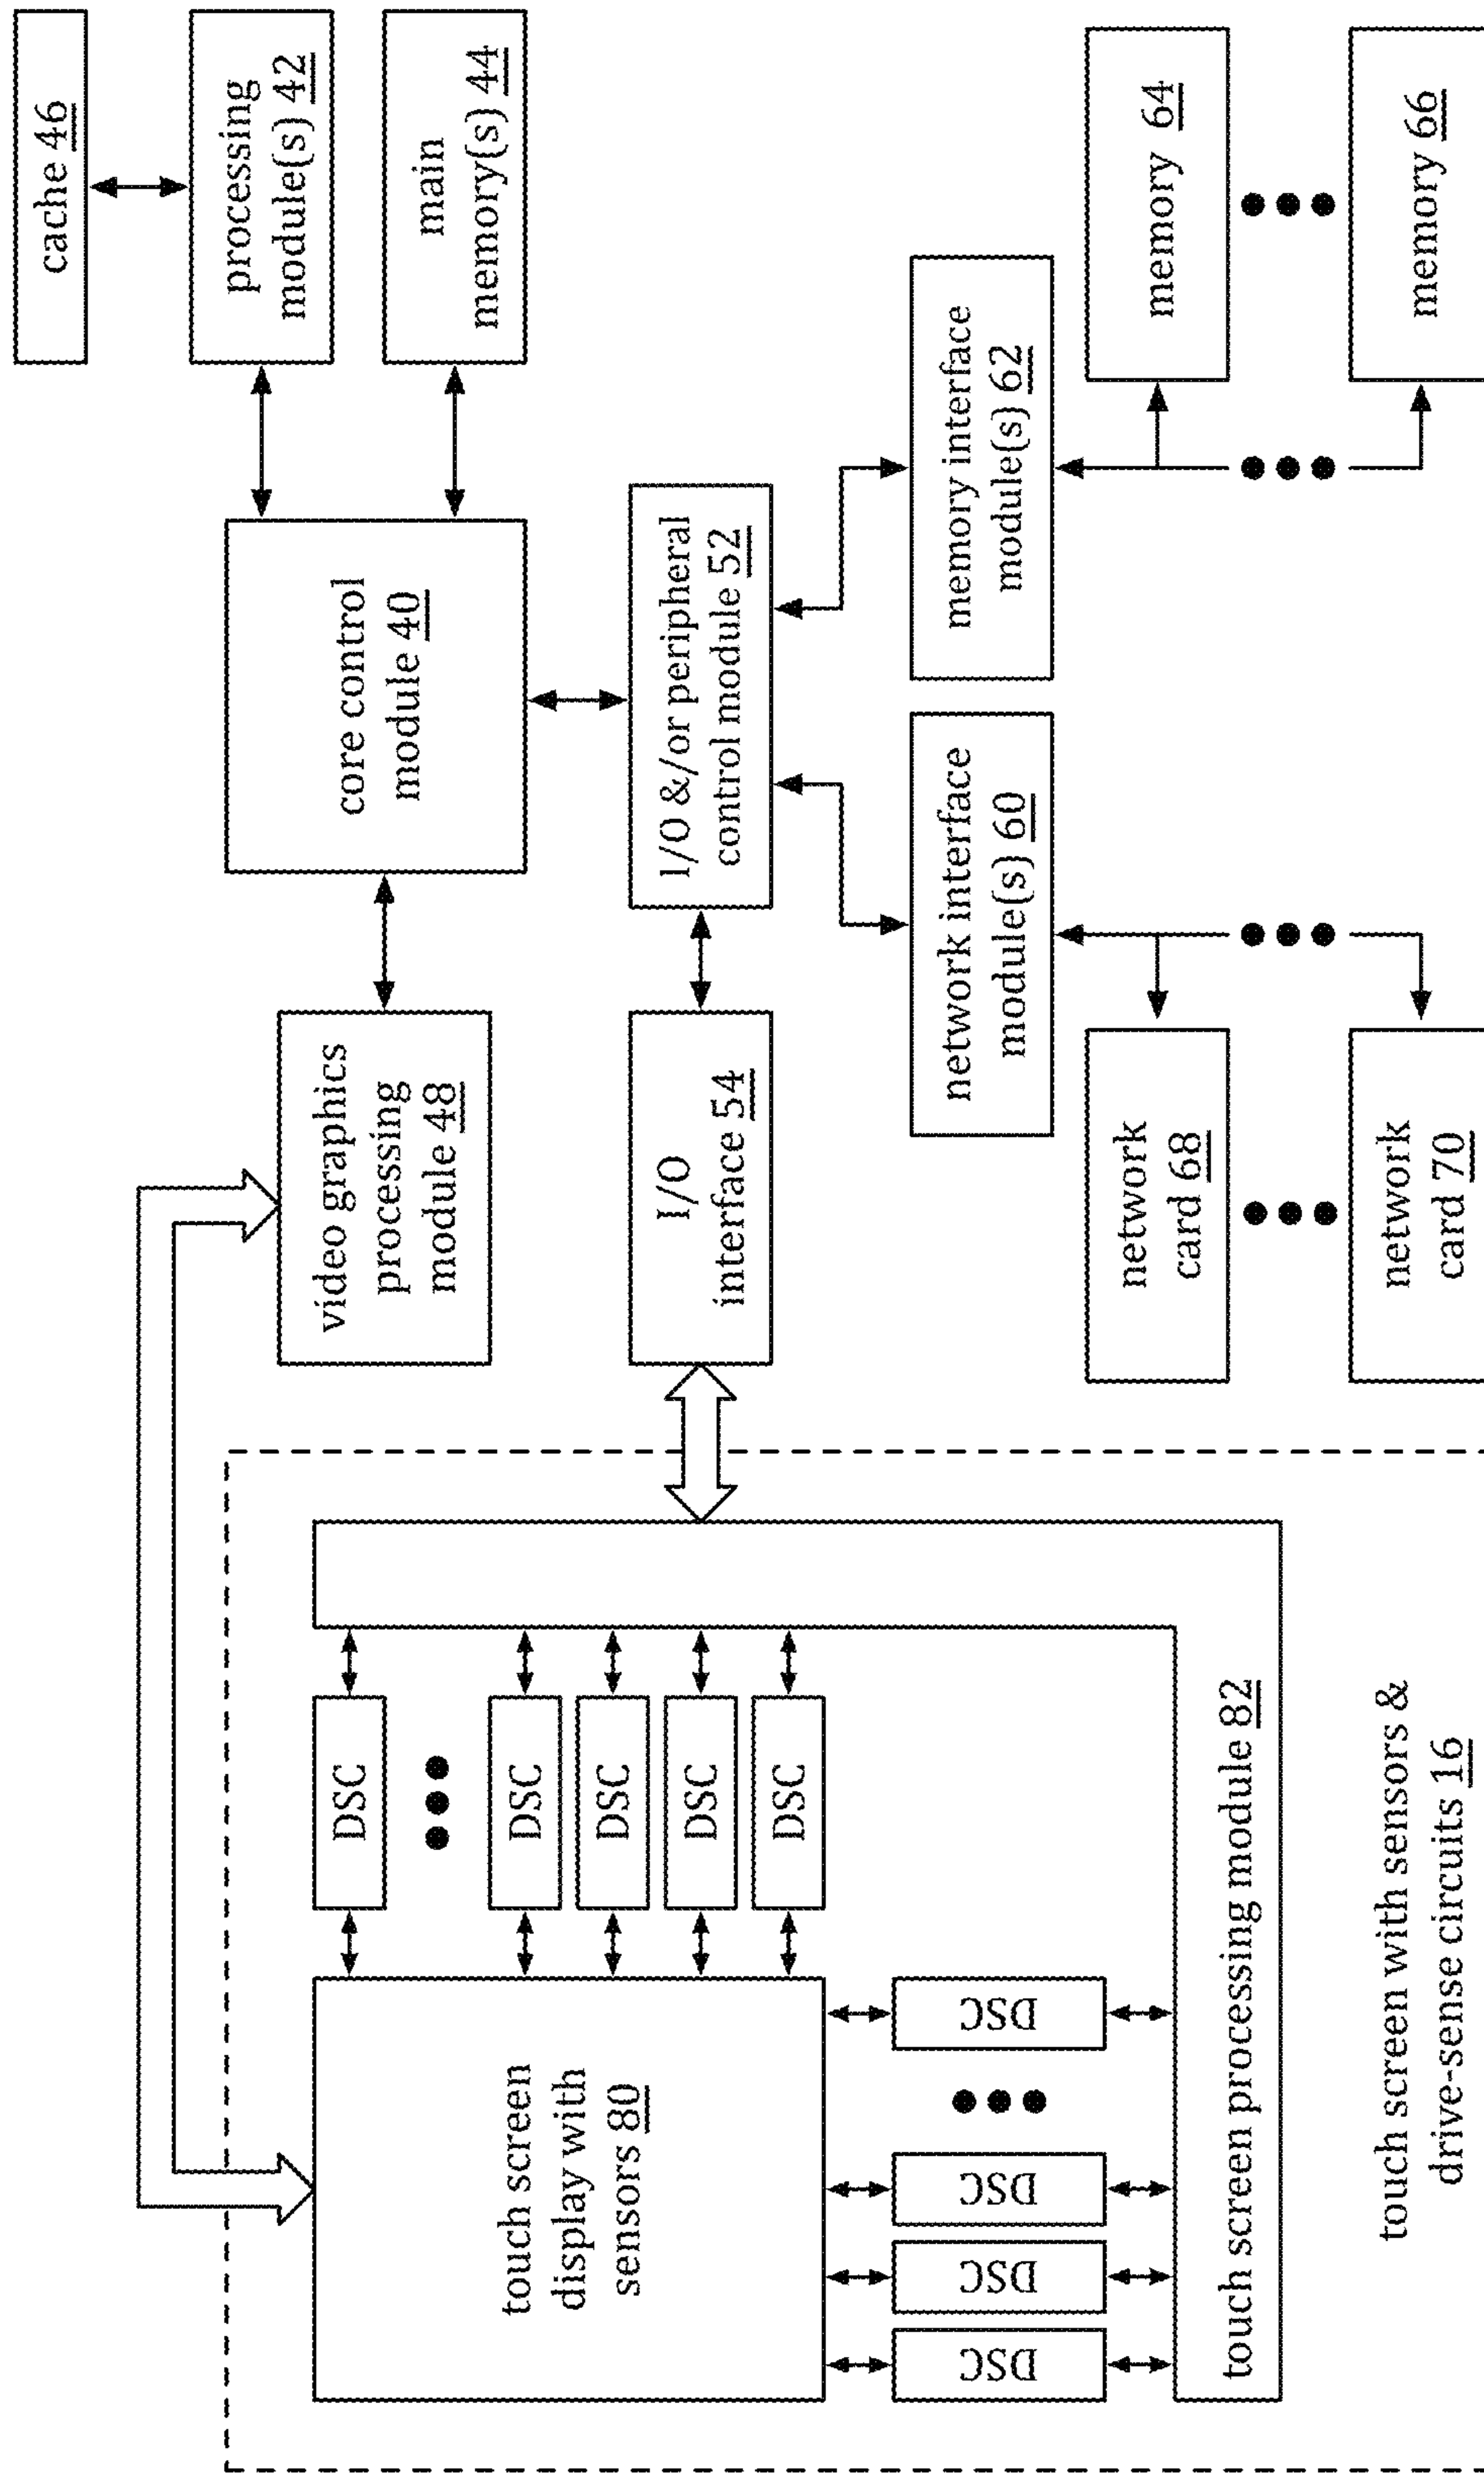 cache 46
processing
module(s) 42
main
memory(s) 44
core control
module 40
video graphics
processing
module 48
I/O &/or peripheral
control module 52
I/O
interface 54
memory interface
module(s) 62
network interface
module(s) 60
memory 64
memory 66
network
card 68
network
card 70
touch screen
display with
sensors 80
DSC
DSC
DSC
DSC
DSC
DSC
DSC
DSC
DSC
touch screen processing module 82
touch screen with sensors &
drive-sense circuits 16